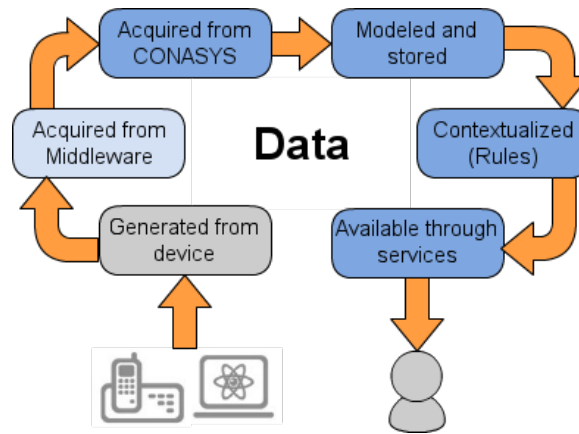 Acquired from
CONASYS
Modeled and
stored
Acquired from
Middleware
Data
Contextualized
(Rules)
Generated from
device
Available through
services